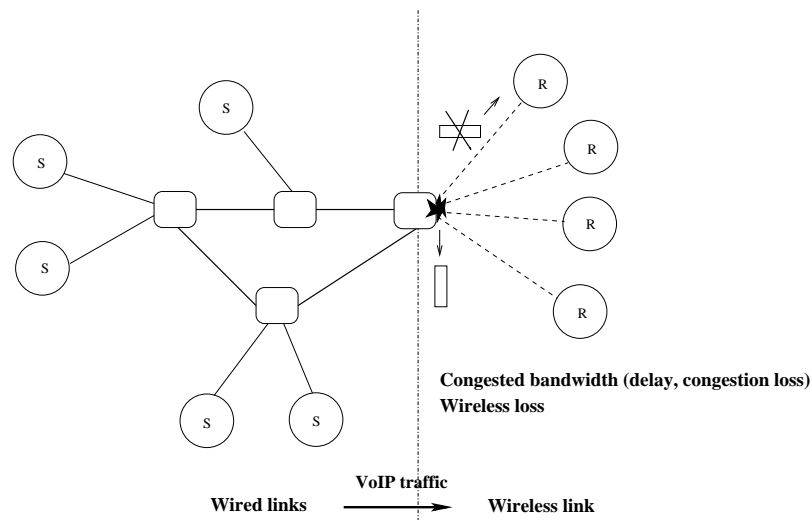 R
S
R
S
R
S
R
Congested bandwidth (delay, congestion loss)
Wireless loss
S
S
VoIP traffic
Wired links
Wireless link